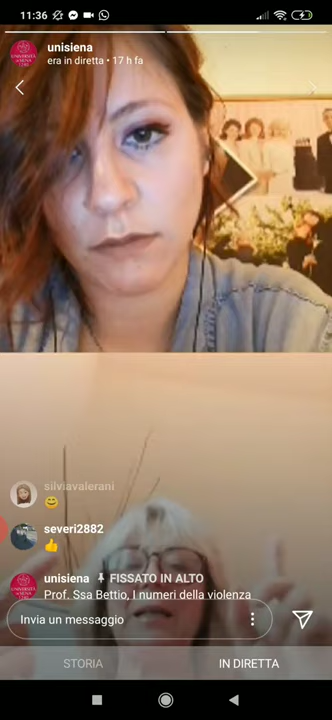 11:36
unisiena
era in diretta • 17 h fa
silviavalerani
😄
severi2882
👍
unisiena FISSATO IN ALTO
Prof. Ssa Bettio, I numeri della violenza
Invia un messaggio
STORIA IN DIRETTA